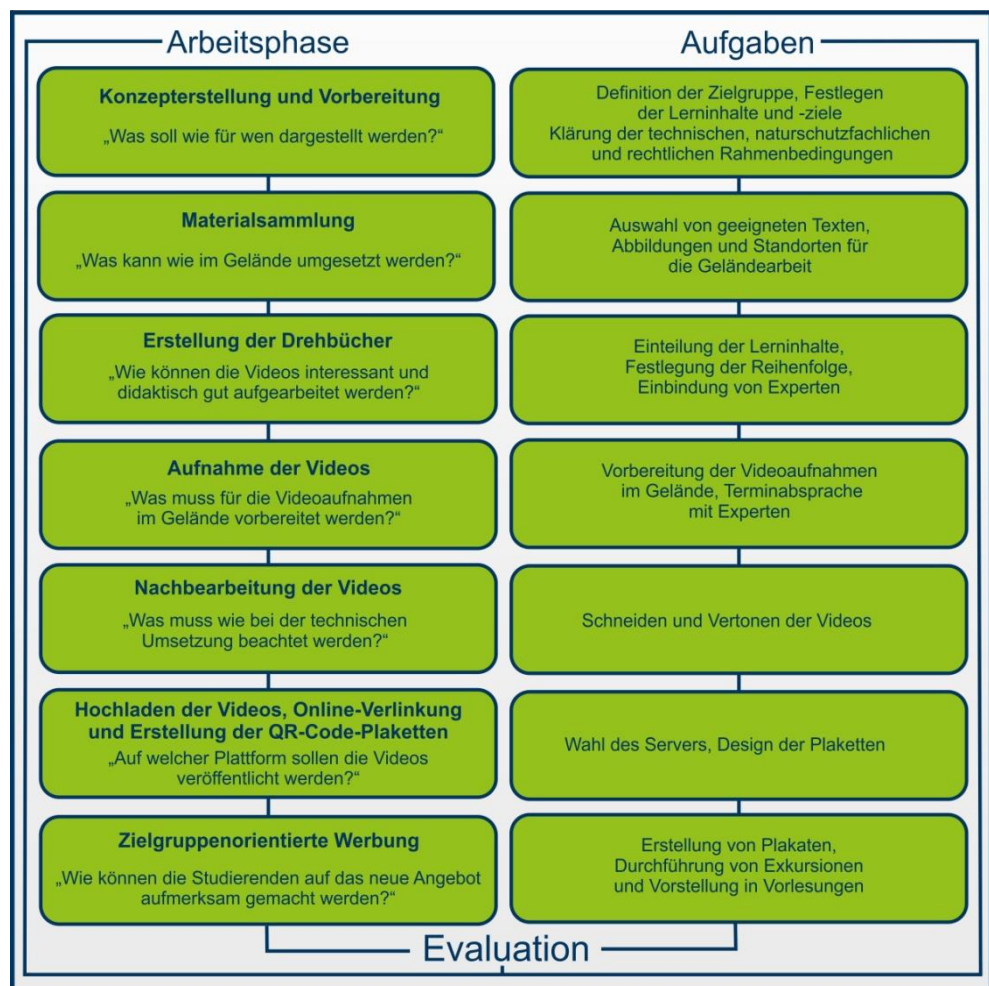 Arbeitsphase
Aufgaben
Konzepterstellung und Vorbereitung
„Was soll wie für wen dargestellt werden?“
Definition der Zielgruppe, Festlegen
der Lerninhalte und -ziele
Klärung der technischen, naturschutzfachlichen
und rechtlichen Rahmenbedingungen
Materialsammlung
„Was kann wie im Gelände umgesetzt werden?“
Auswahl von geeigneten Texten,
Abbildungen und Standorten für
die Geländearbeit
Erstellung der Drehbücher
„Wie können die Videos interessant und
didaktisch gut aufgearbeitet werden?“
Einteilung der Lerninhalte,
Festlegung der Reihenfolge,
Einbindung von Experten
Aufnahme der Videos
„Was muss für die Videoaufnahmen
im Gelände vorbereitet werden?“
Vorbereitung der Videoaufnahmen
im Gelände, Terminabsprache
mit Experten
Nachbearbeitung der Videos
„Was muss wie bei der technischen
Umsetzung beachtet werden?“
Schneiden und Vertonen der Videos
Hochladen der Videos, Online-Verlinkung
und Erstellung der QR-Code-Plaketten
„Auf welcher Plattform sollen die Videos
veröffentlicht werden?“
Wahl des Servers, Design der Plaketten
Zielgruppenorientierte Werbung
„Wie können die Studierenden auf das neue Angebot
aufmerksam gemacht werden?“
Erstellung von Plakaten,
Durchführung von Exkursionen
und Vorstellung in Vorlesungen
Evaluation